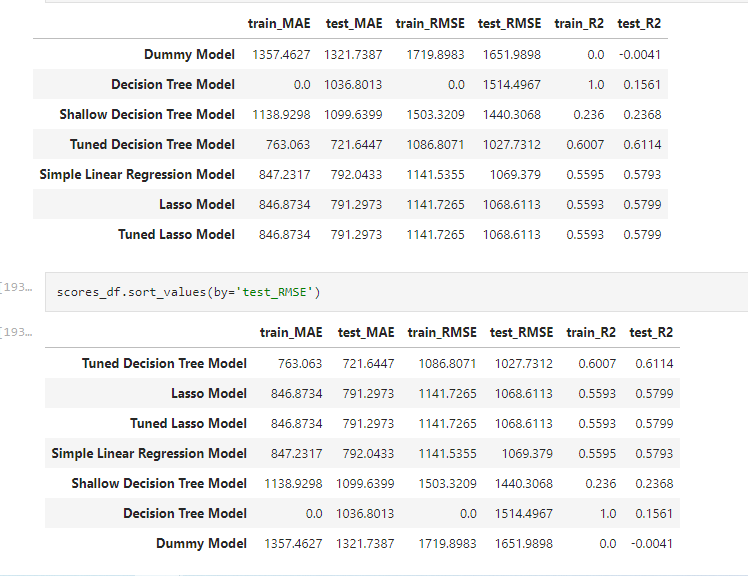 train_MAE test_MAE train_RMSE test_RMSE train_R2 test_R2
Dummy Model 1357.4627 1321.7387 1719.8983 1651.9898 0.0 -0.0041
Decision Tree Model 0.0 1036.8013 0.0 1514.4967 1.0 0.1561
Shallow Decision Tree Model 1138.9298 1099.6399 1503.3209 1440.3068 0.236 0.2368
Tuned Decision Tree Model 763.063 721.6447 1086.8071 1027.7312 0.6007 0.6114
Simple Linear Regression Model 847.2317 792.0433 1141.5355 1069.379 0.5595 0.5793
Lasso Model 846.8734 791.2973 1141.7265 1068.6113 0.5593 0.5799
Tuned Lasso Model 846.8734 791.2973 1141.7265 1068.6113 0.5593 0.5799
[193… scores_df.sort_values(by='test_RMSE')
[193… train_MAE test_MAE train_RMSE test_RMSE train_R2 test_R2
Tuned Decision Tree Model 763.063 721.6447 1086.8071 1027.7312 0.6007 0.6114
Lasso Model 846.8734 791.2973 1141.7265 1068.6113 0.5593 0.5799
Tuned Lasso Model 846.8734 791.2973 1141.7265 1068.6113 0.5593 0.5799
Simple Linear Regression Model 847.2317 792.0433 1141.5355 1069.379 0.5595 0.5793
Shallow Decision Tree Model 1138.9298 1099.6399 1503.3209 1440.3068 0.236 0.2368
Decision Tree Model 0.0 1036.8013 0.0 1514.4967 1.0 0.1561
Dummy Model 1357.4627 1321.7387 1719.8983 1651.9898 0.0 -0.0041